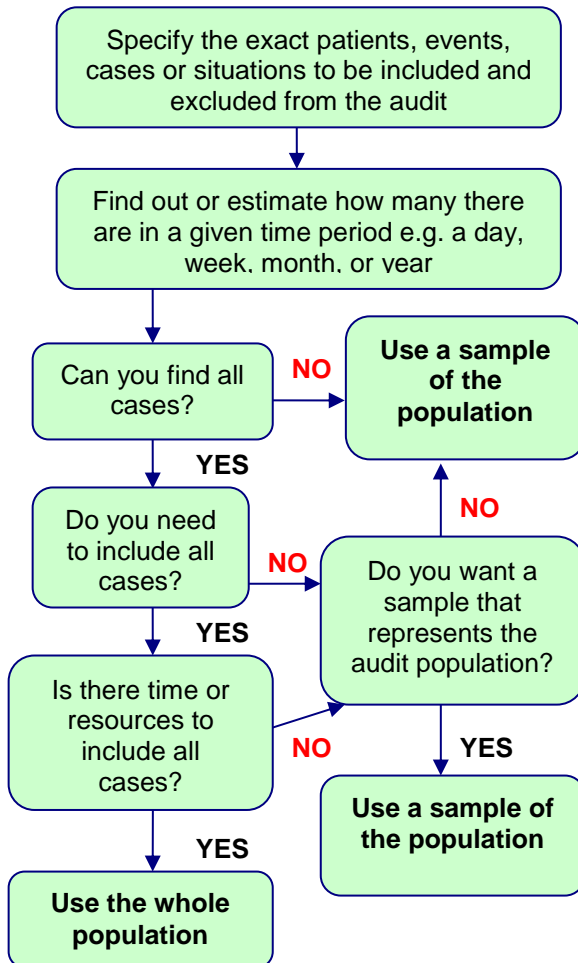 Specify the exact patients, events,
cases or situations to be included and
excluded from the audit
Find out or estimate how many there
are in a given time period e.g. a day,
week, month, or year
Can you find all
cases?
NO
Use a sample
of the
population
YES
Do you need
to include all
cases?
NO
NO
Do you want a
sample that
represents the
audit population?
YES
Is there time or
resources to
include all
cases?
NO
YES
Use a sample of
the population
YES
Use the whole
population